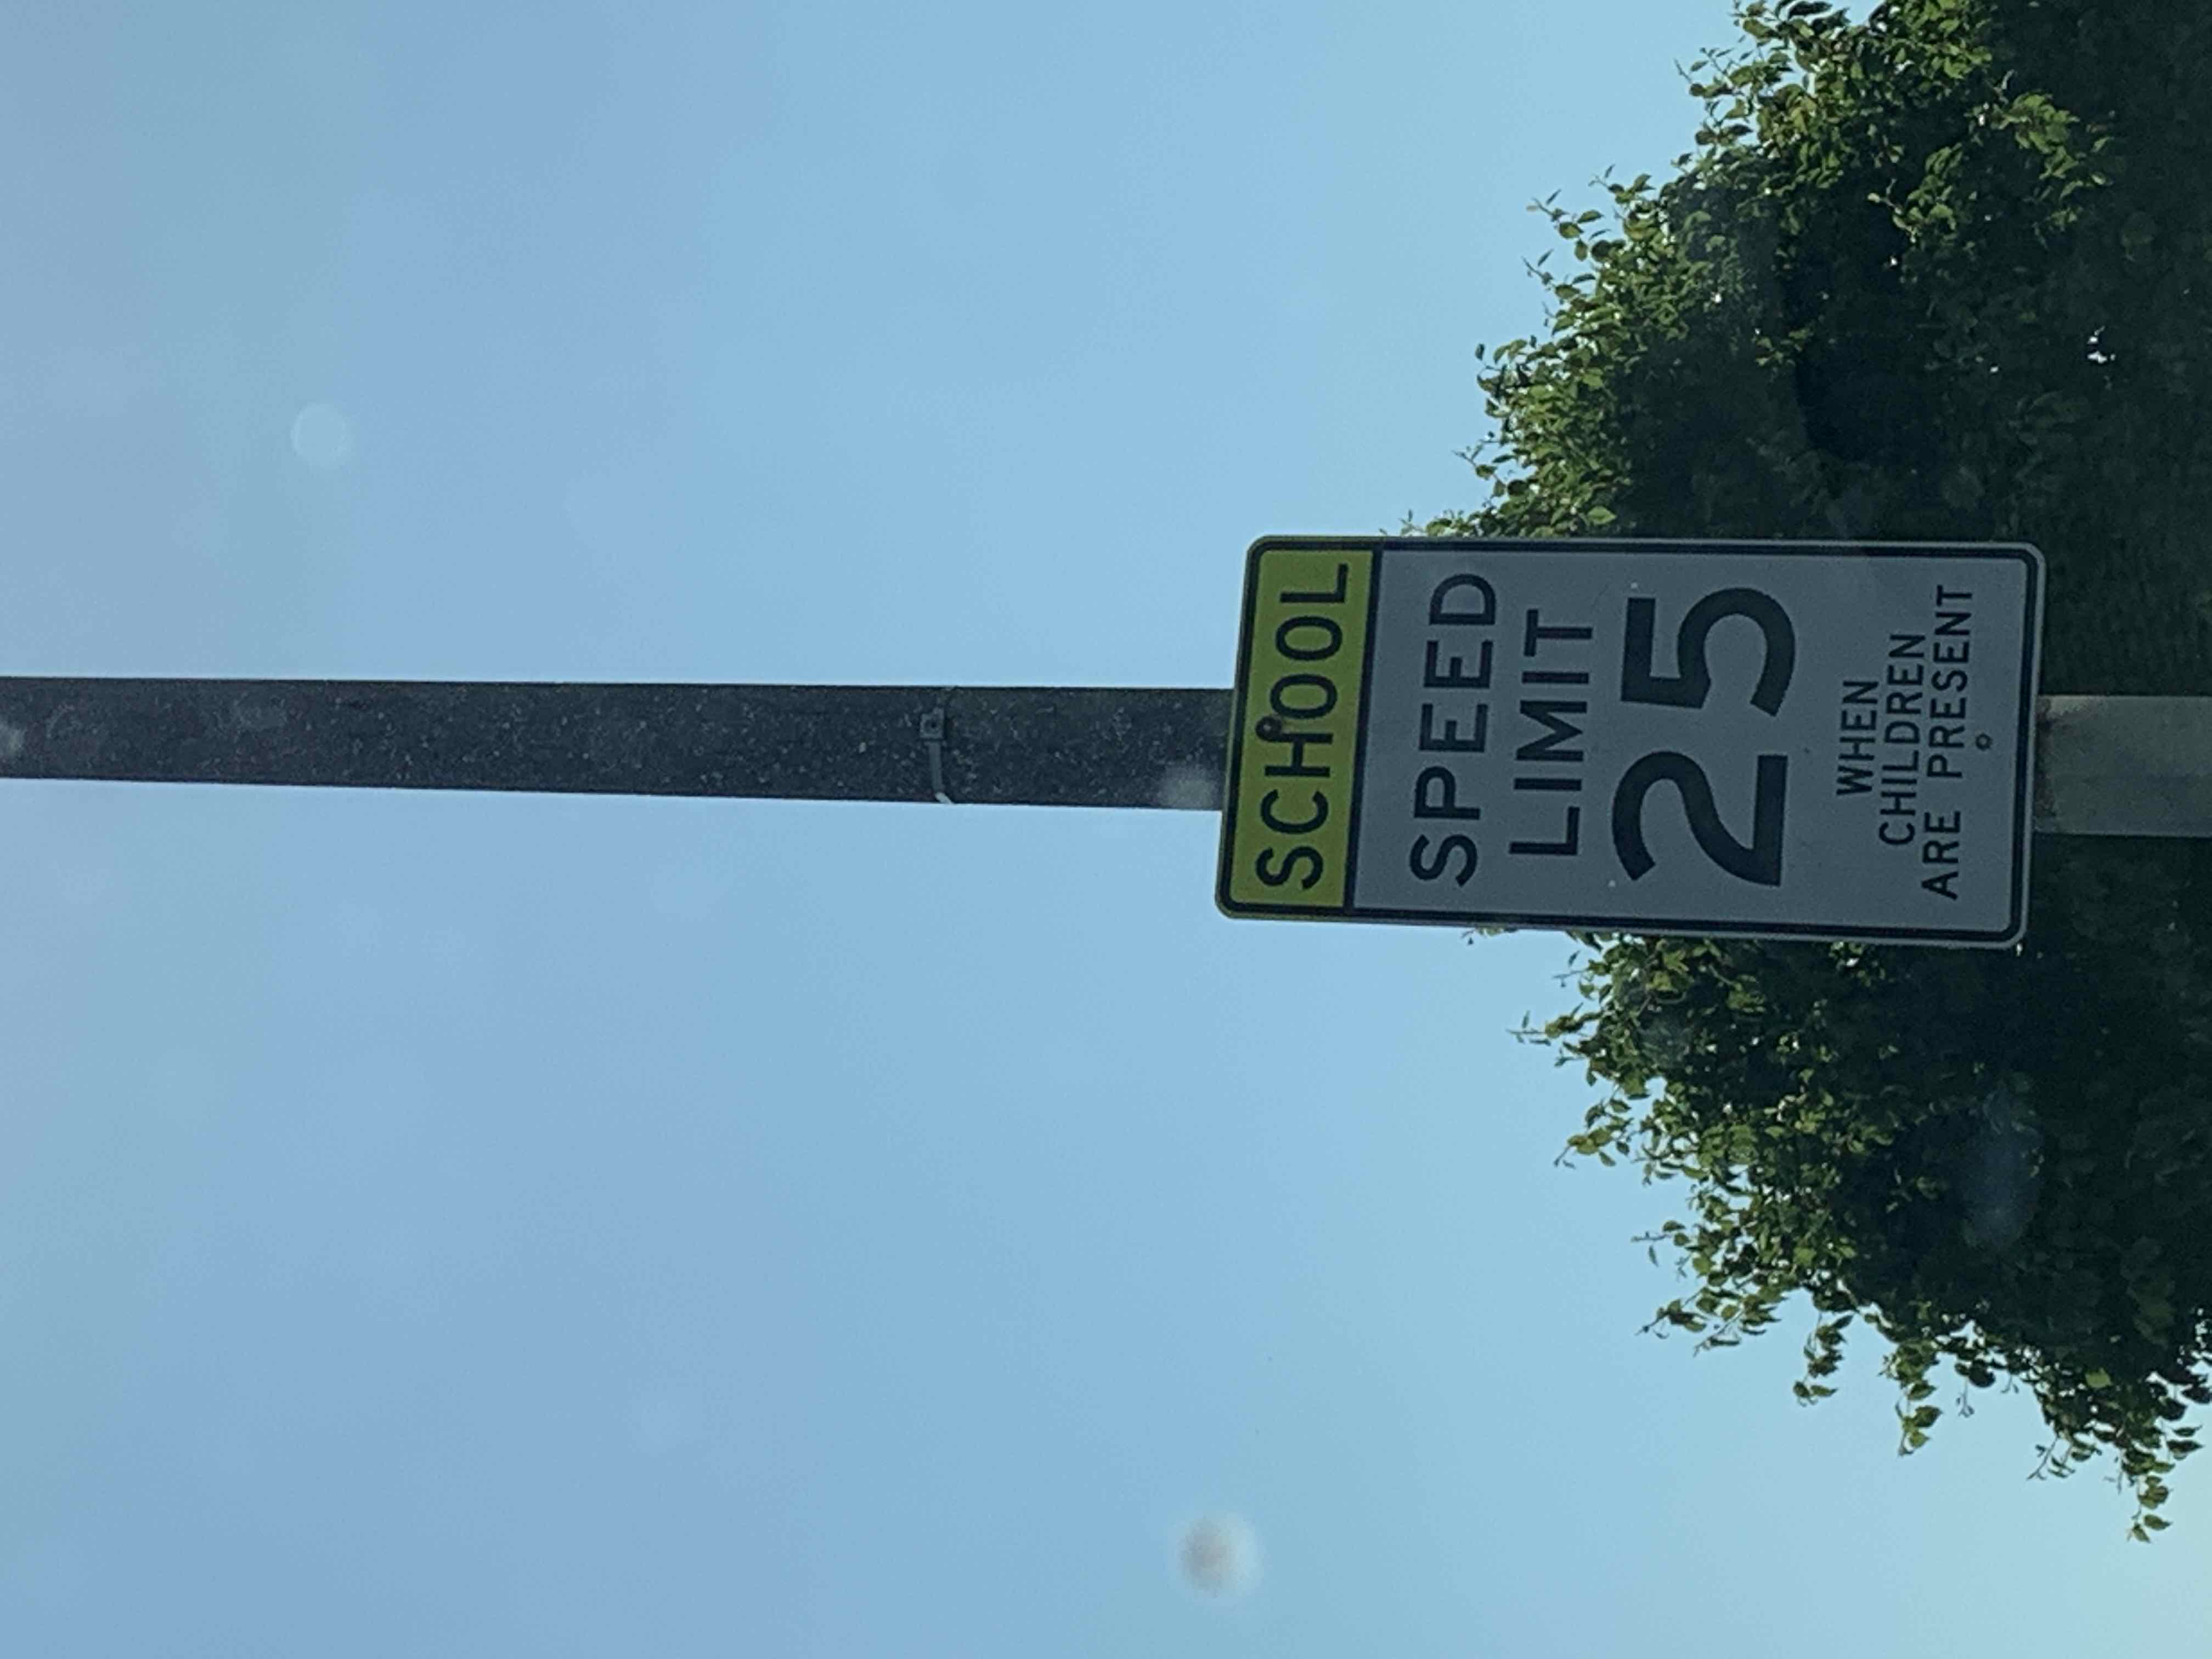 SCHOOL
SPEED
LIMIT
25
WHEN
CHILDREN
ARE PRESENT